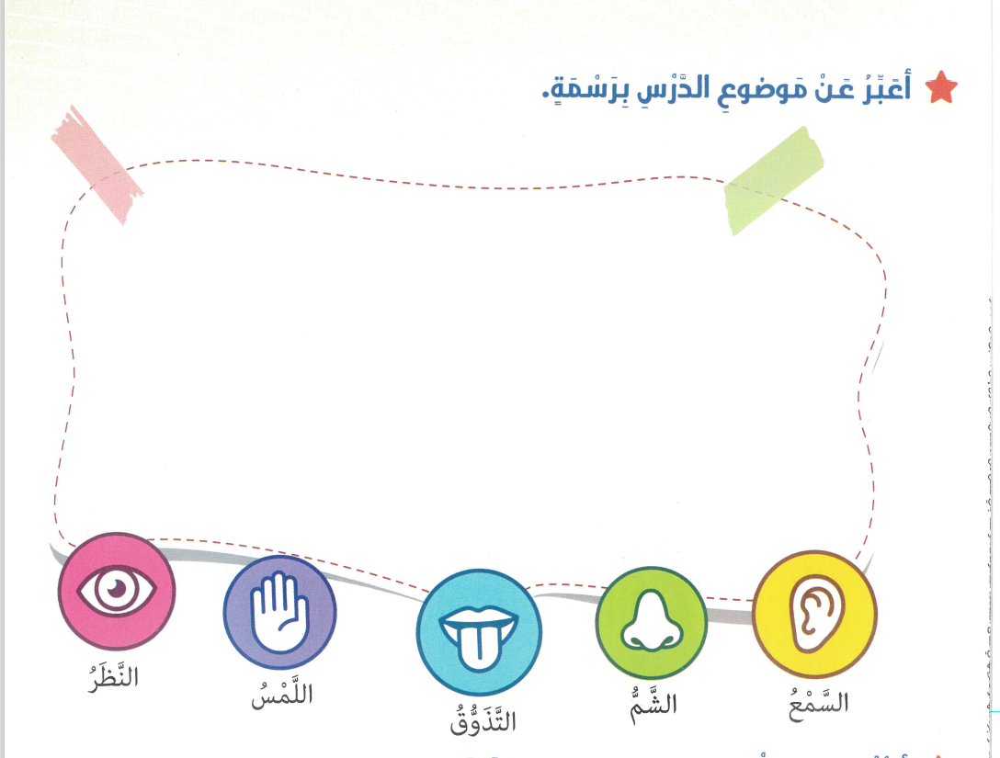 أُعَبِّرُ عَنْ مَوضوعِ الدَّرْسِ بِرَسْمَةٍ.
السَّمْعُ
الشَّمُّ
التَّذَوُّقُ
اللَّمْسُ
النَّظَرُ